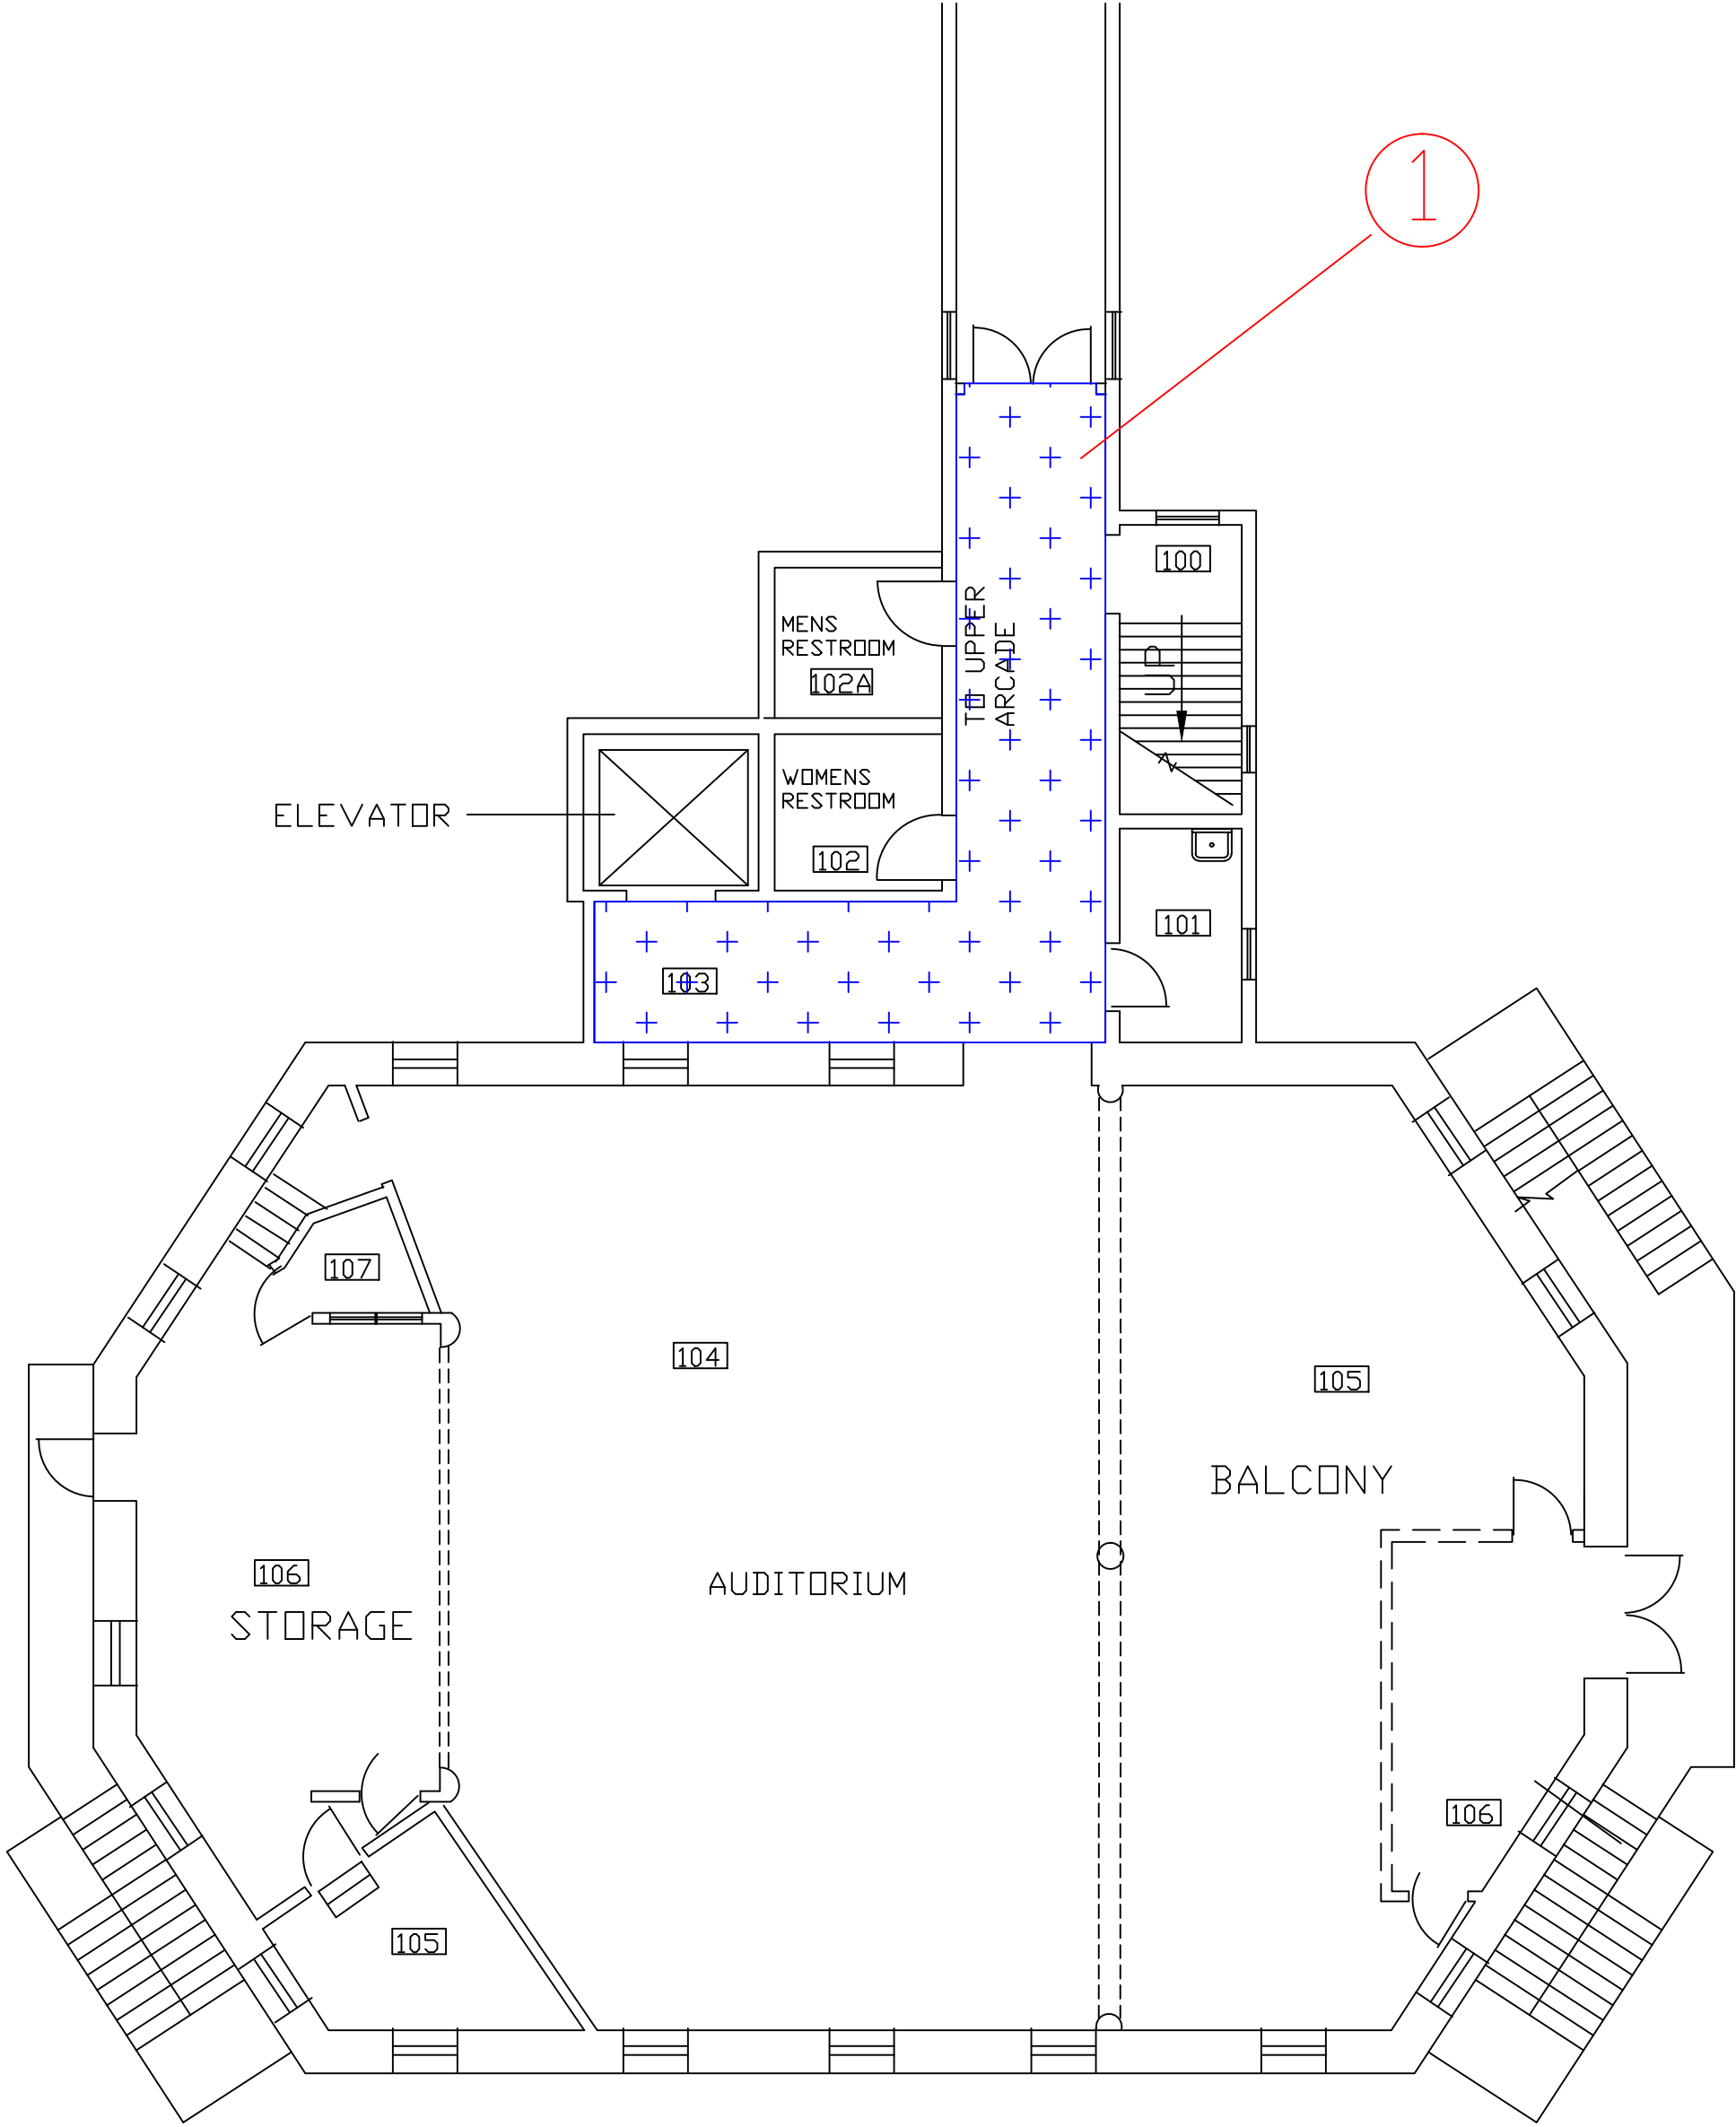 1
100
MENS
RESTROOM
102A
TO UPPER
ARCADE
UP
WOMENS
RESTROOM
ELEVATOR
102
101
103
107
104
105
BALCONY
106
STORAGE
AUDITORIUM
106
105